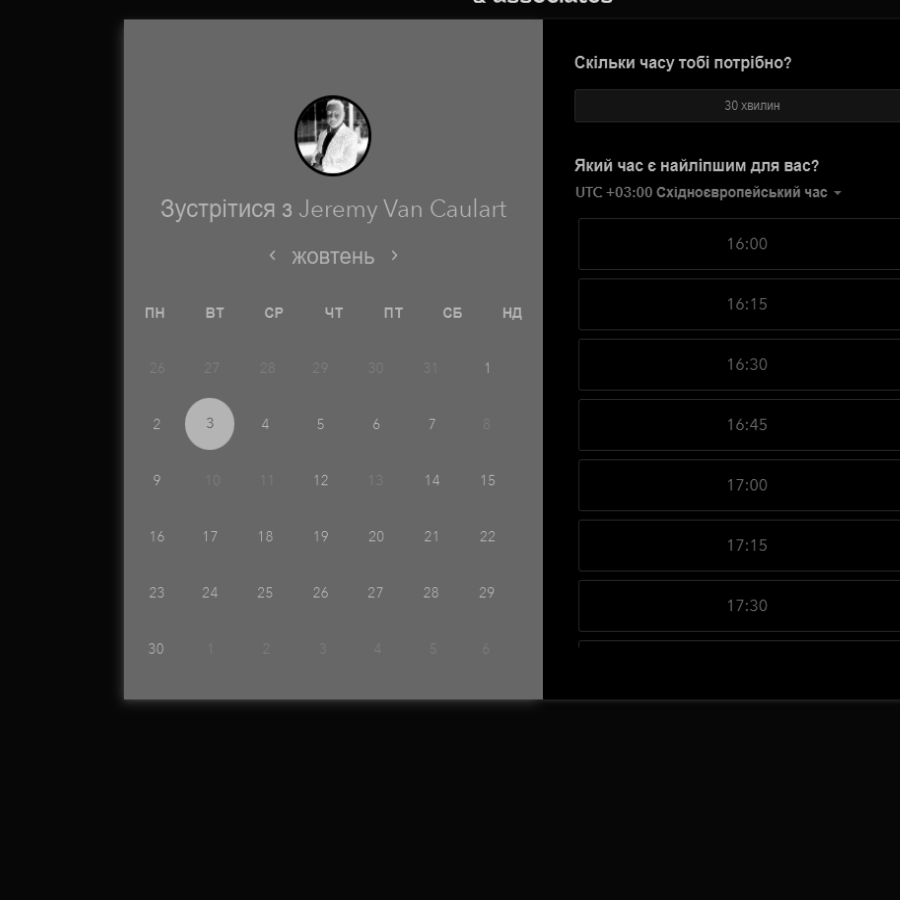 & associates
Зустрітися з Jeremy Van Caulart
жовтень
ПН ВТ СР ЧТ ПТ СБ НД
26 27 28 29 30 31 1
2 3 4 5 6 7 8
9 10 11 12 13 14 15
16 17 18 19 20 21 22
23 24 25 26 27 28 29
30 1 2 3 4 5 6
Скільки часу тобі потрібно?
30 хвилин
Який час є найліпшим для вас?
UTC +03:00 Східноєвропейський час
16:00
16:15
16:30
16:45
17:00
17:15
17:30